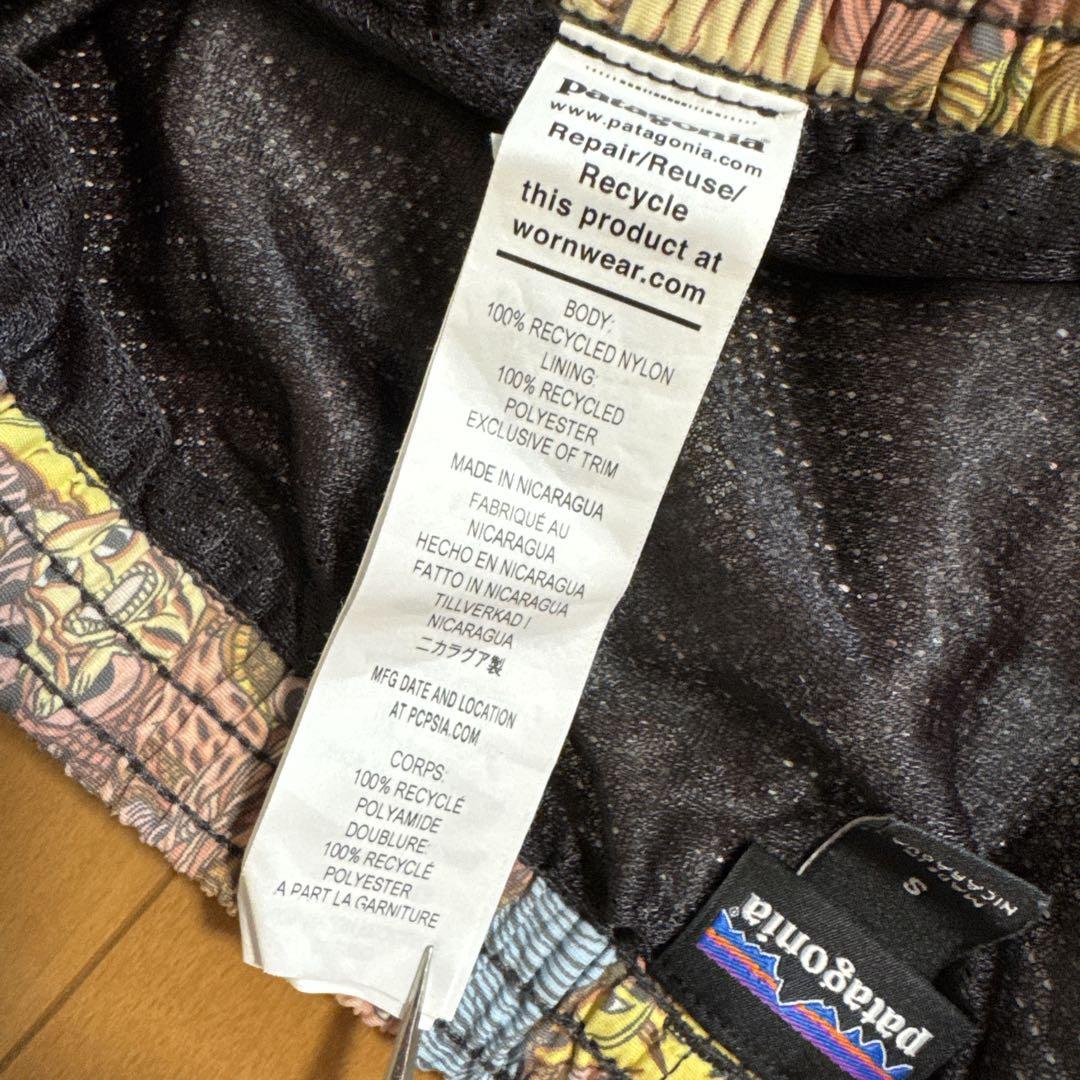 patagonia
www.patagonia.com
Repair/Reuse/
Recycle
this product at
wornwear.com
BODY:
100% RECYCLED NYLON
LINING:
100% RECYCLED
POLYESTER
EXCLUSIVE OF TRIM
MADE IN NICARAGUA
FABRIQUÉ AU
NICARAGUA
HECHO EN NICARAGUA
FATTO IN NICARAGUA
TILLVERKAD I
NICARAGUA
ニカラグア製
MFG DATE AND LOCATION
AT PCPSIA.COM
CORPS:
100% RECYCLÉ
POLYAMIDE
DOUBLURE:
100% RECYCLÉ
POLYESTER
A PART LA GARNITURE
patagonia®
S